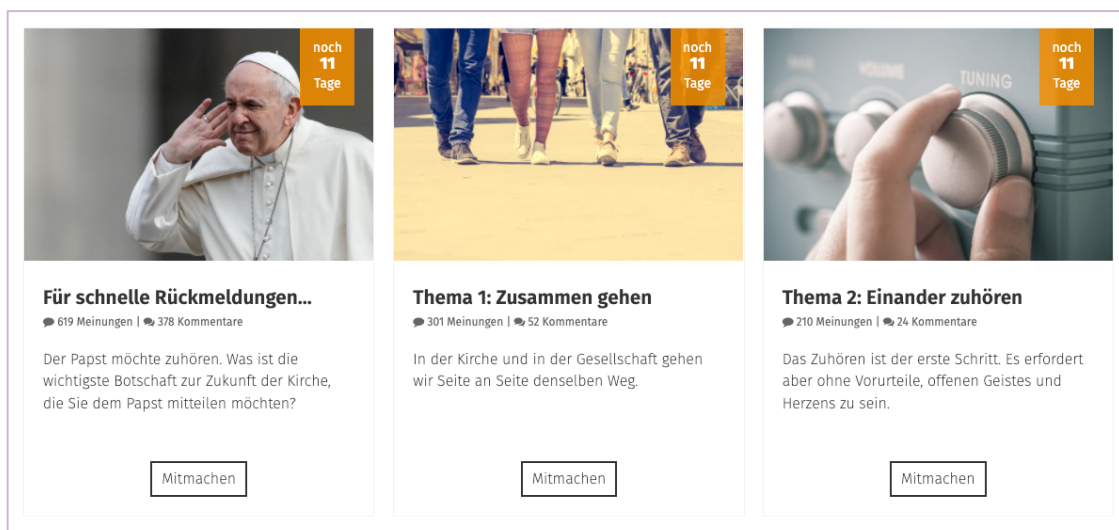 noch
11
Tage
Für schnelle Rückmeldungen...
619 Meinungen | 378 Kommentare
Der Papst möchte zuhören. Was ist die
wichtigste Botschaft zur Zukunft der Kirche,
die Sie dem Papst mitteilen möchten?
Mitmachen
noch
11
Tage
Thema 1: Zusammen gehen
301 Meinungen | 52 Kommentare
In der Kirche und in der Gesellschaft gehen
wir Seite an Seite denselben Weg.
Mitmachen
VOLUME
TUNING
noch
11
Tage
Thema 2: Einander zuhören
210 Meinungen | 24 Kommentare
Das Zuhören ist der erste Schritt. Es erfordert
aber ohne Vorurteile, offenen Geistes und
Herzens zu sein.
Mitmachen